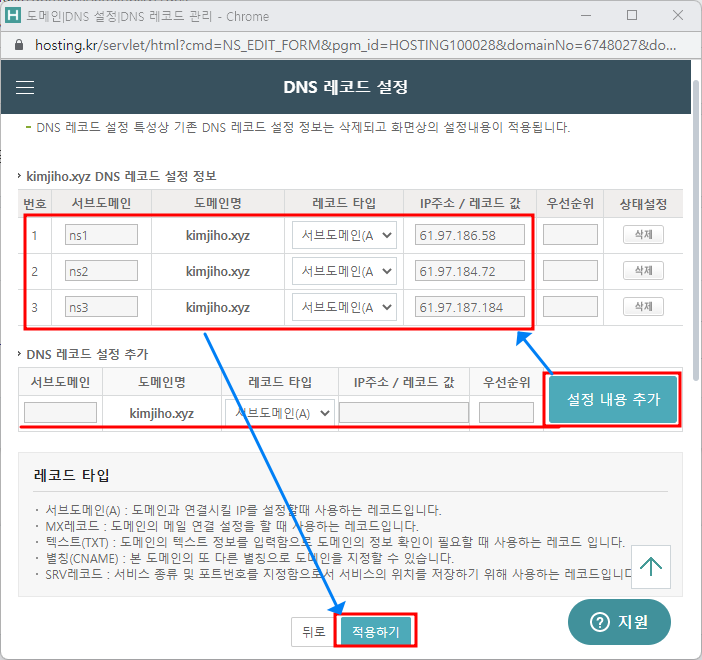 도메인|DNS 설정|DNS 레코드 관리 - Chrome
hosting.kr/servlet/html?cmd=NS_EDIT_FORM&pgm_id=HOSTING100028&domainNo=6748027&do...
DNS 레코드 설정
DNS 레코드 설정 특성상 기존 DNS 레코드 설정 정보는 삭제되고 화면상의 설정내용이 적용됩니다.
kimjiho.xyz DNS 레코드 설정 정보
번호 서브도메인 도메인명 레코드 타입 IP주소 / 레코드 값 우선순위 상태설정
1 ns1 kimjiho.xyz 서브도메인(A 61.97.186.58 삭제
2 ns2 kimjiho.xyz 서브도메인(A 61.97.184.72 삭제
3 ns3 kimjiho.xyz 서브도메인(A 61.97.187.184 삭제
DNS 레코드 설정 추가
서브도메인 도메인명 레코드 타입 IP주소 / 레코드 값 우선순위 설정 내용 추가
kimjiho.xyz 서브도메인(A)
레코드 타입
· 서브도메인(A) : 도메인과 연결시킬 IP를 설정할때 사용하는 레코드입니다.
· MX레코드 : 도메인의 메일 연결 설정을 할 때 사용하는 레코드입니다.
· 텍스트(TXT) : 도메인의 텍스트 정보를 입력함으로 도메인의 정보 확인이 필요할 때 사용하는 레코드 입니다.
· 별칭(CNAME) : 본 도메인의 또 다른 별칭으로 도메인을 지정할 수 있습니다.
· SRV레코드 : 서비스 종류 및 포트번호를 지정함으로서 서비스의 위치를 저장하기 위해 사용하는 레코드입니다
뒤로 적용하기
지원